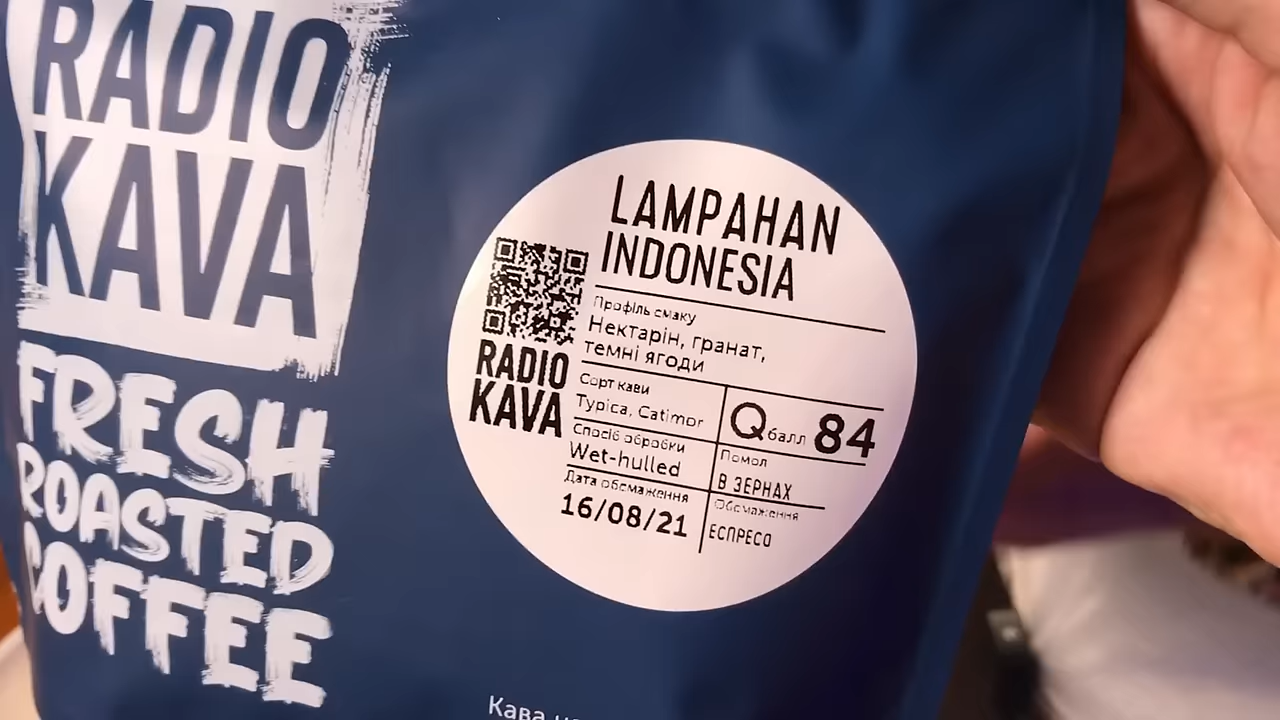 RADIO
KAVA
FRESH
ROASTED
COFFEE
LAMPAHAN
INDONESIA
Профіль смаку
Нектарін, гранат,
темні ягоди
RADIO
KAVA
Сорт кави
Typica, Catimor
Q балл 84
Спосіб обробки
Wet-hulled
Помол
В ЗЕРНАХ
Дата обсмаження
16/08/21
Обсмаження
ЕСПРЕСО
Кава